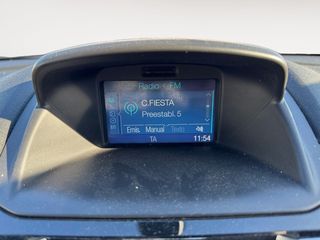 Radio - FM
C.FIESTA
Preestabl. 5
Emis. Manual Texto
TA 11:54